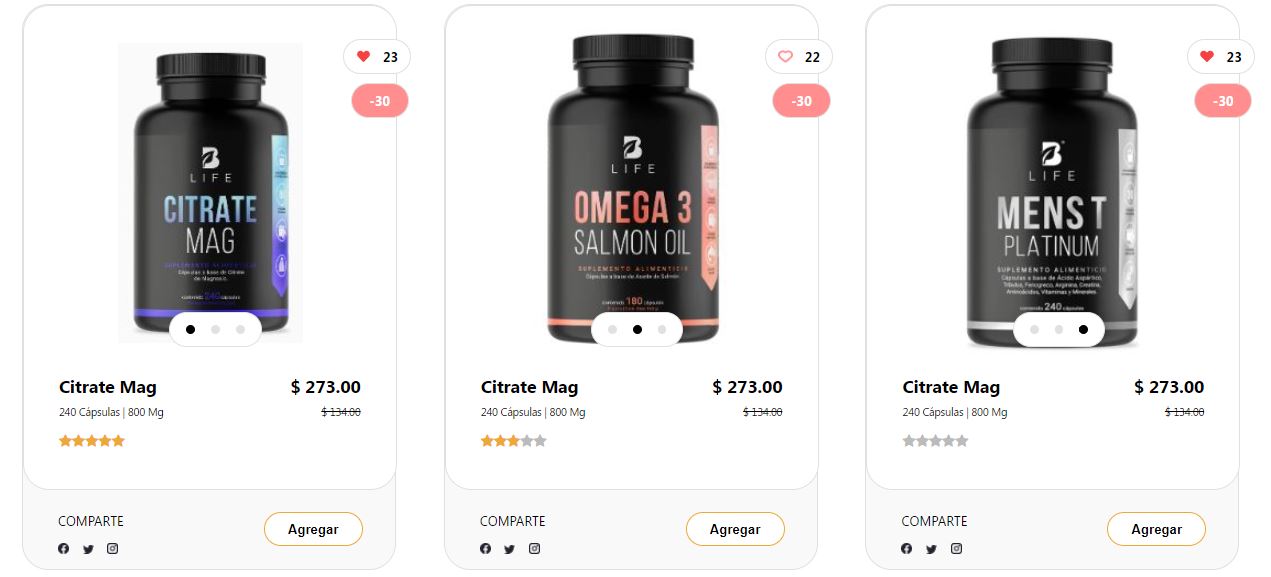 23
-30
B
LIFE
CITRATE
MAG
SUPLEMENTO ALIMENTICIO
Cápsulas a base de Citrato
de Magnesio.
contenido 240 cápsulas
Citrate Mag
$ 273.00
240 Cápsulas | 800 Mg
$ 134.00
COMPARTE
Agregar
22
-30
B
LIFE
OMEGA 3
SALMON OIL
SUPLEMENTO ALIMENTICIO
Cápsulas a base de Aceite de Salmón
contenido 180 cápsulas
Citrate Mag
$ 273.00
240 Cápsulas | 800 Mg
$ 134.00
COMPARTE
Agregar
23
-30
B
LIFE
MENS T
PLATINUM
SUPLEMENTO ALIMENTICIO
Cápsulas a base de Ácido Aspártico,
Tribulus, Fenogreco, Arginina, Creatina,
Aminoácidos, Vitaminas y Minerales.
contenido 240 cápsulas
Citrate Mag
$ 273.00
240 Cápsulas | 800 Mg
$ 134.00
COMPARTE
Agregar